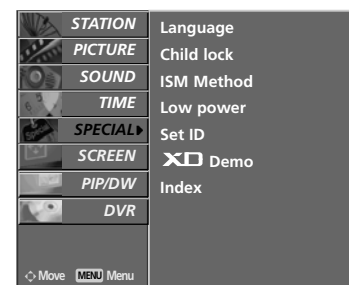 STATION
PICTURE
SOUND
TIME
SPECIAL
SCREEN
PIP/DW
DVR
Move MENU Menu
Language
Child lock
ISM Method
Low power
Set ID
XD Demo
Index